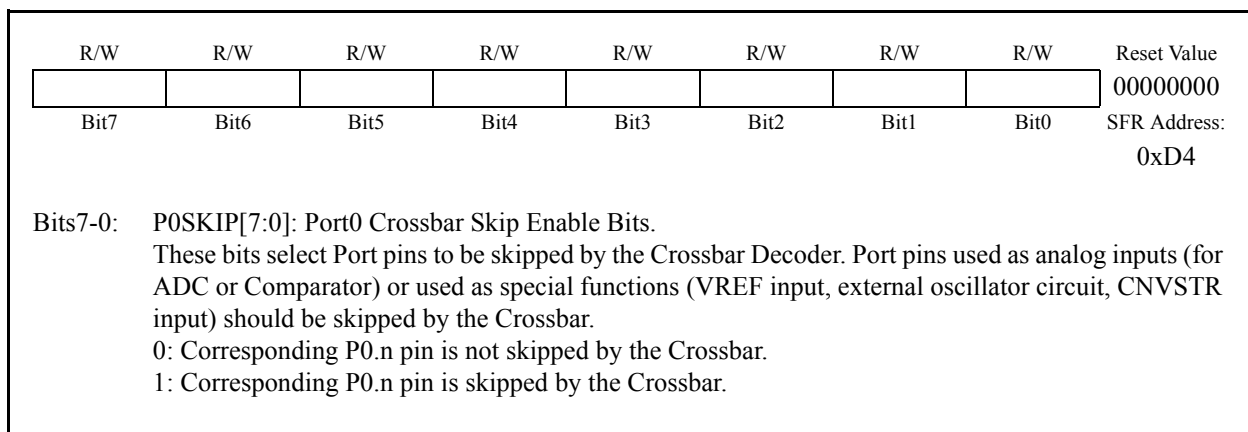 R/W R/W R/W R/W R/W R/W R/W R/W Reset Value
00000000
Bit7 Bit6 Bit5 Bit4 Bit3 Bit2 Bit1 Bit0 SFR Address:
0xD4
Bits7-0: P0SKIP[7:0]: Port0 Crossbar Skip Enable Bits.
These bits select Port pins to be skipped by the Crossbar Decoder. Port pins used as analog inputs (for
ADC or Comparator) or used as special functions (VREF input, external oscillator circuit, CNVSTR
input) should be skipped by the Crossbar.
0: Corresponding P0.n pin is not skipped by the Crossbar.
1: Corresponding P0.n pin is skipped by the Crossbar.